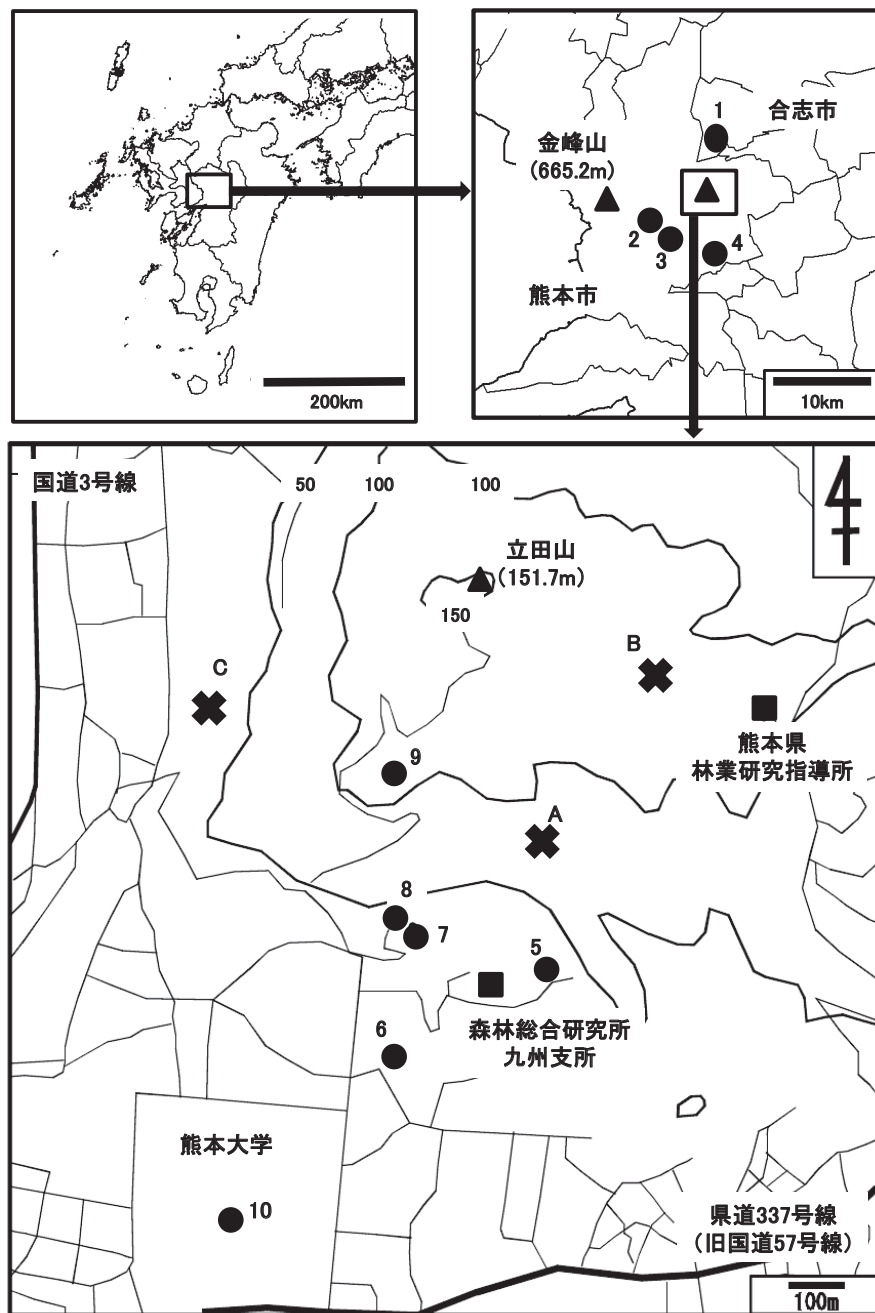 200km
1
合志市
金峰山
(665.2m)
2
3
4
熊本市
10km
国道3号線
50
100
100
立田山
(151.7m)
150
B
C
熊本県
林業研究指導所
9
A
8
7
5
森林総合研究所
九州支所
6
熊本大学
10
県道337号線
(旧国道57号線)
100m